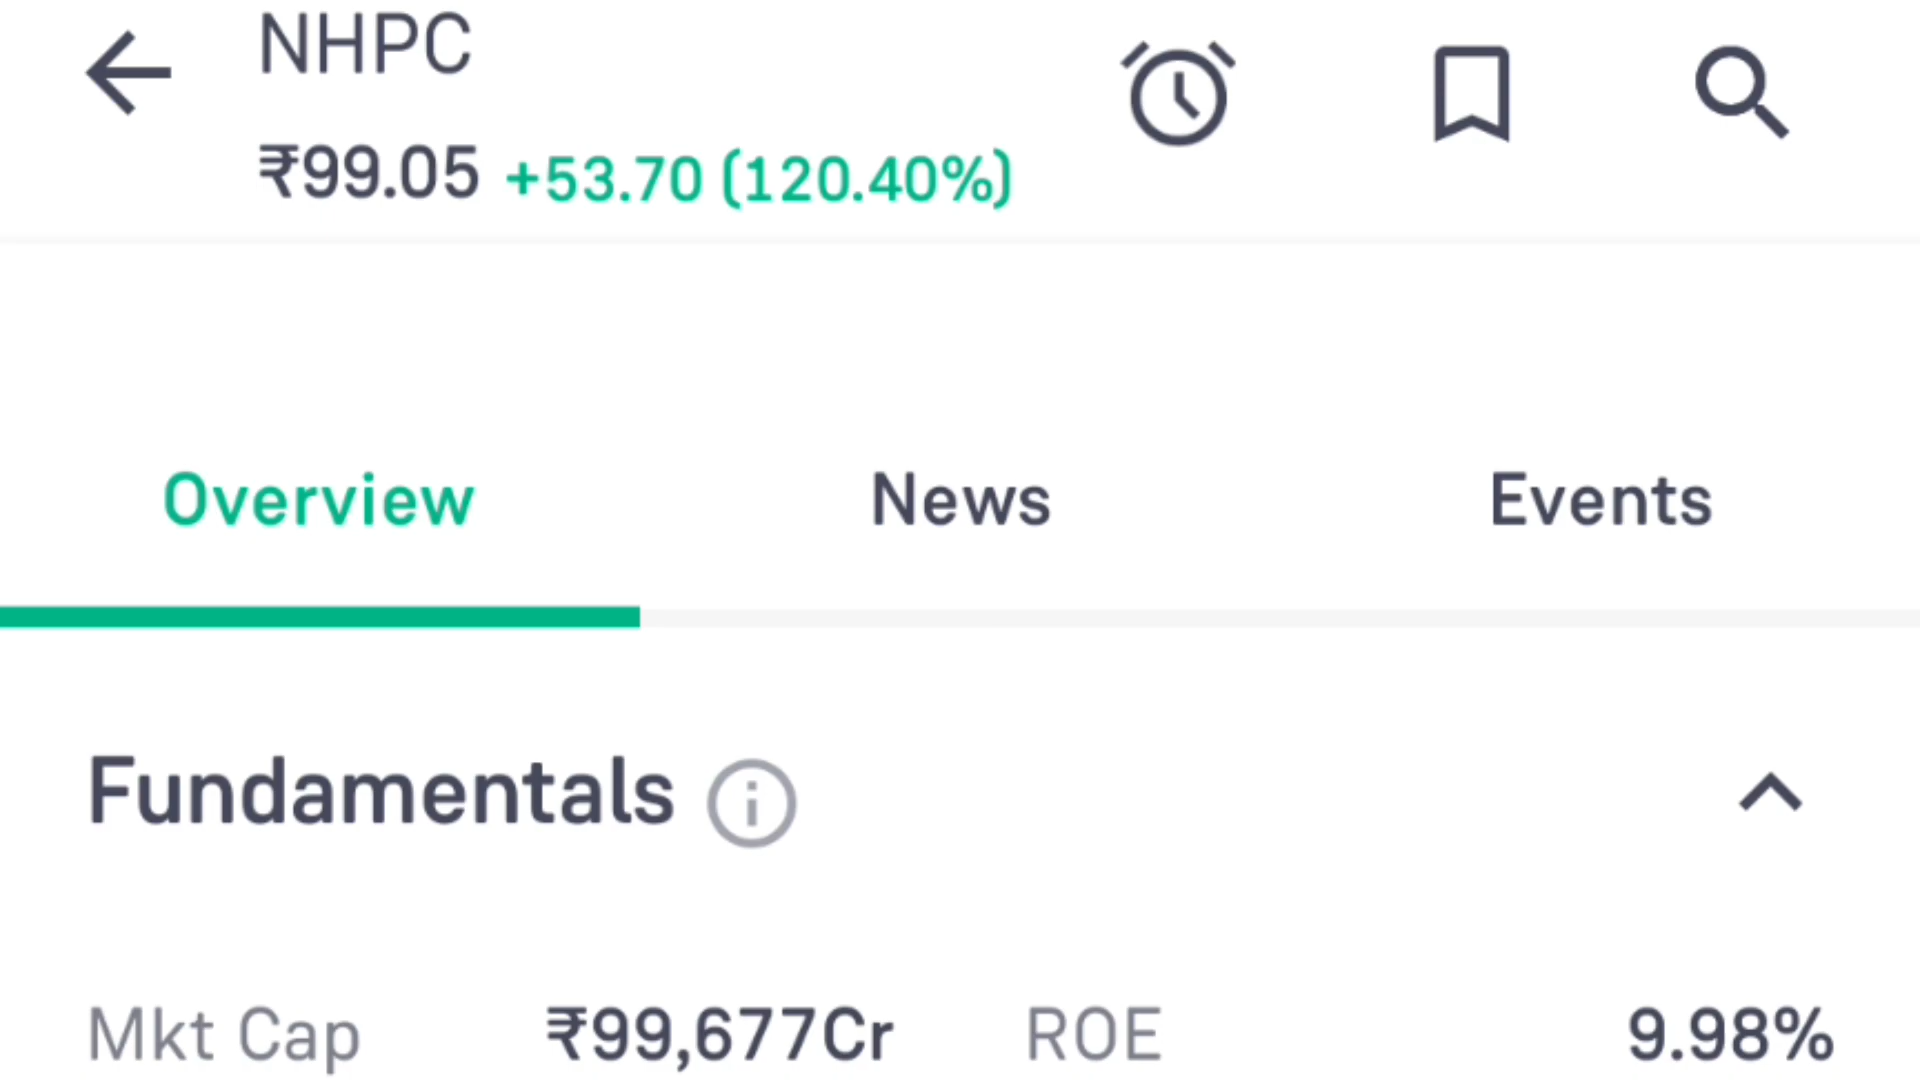 NHPC
₹99.05 +53.70 (120.40%)
Overview News Events
Fundamentals
Mkt Cap ₹99,677Cr ROE 9.98%